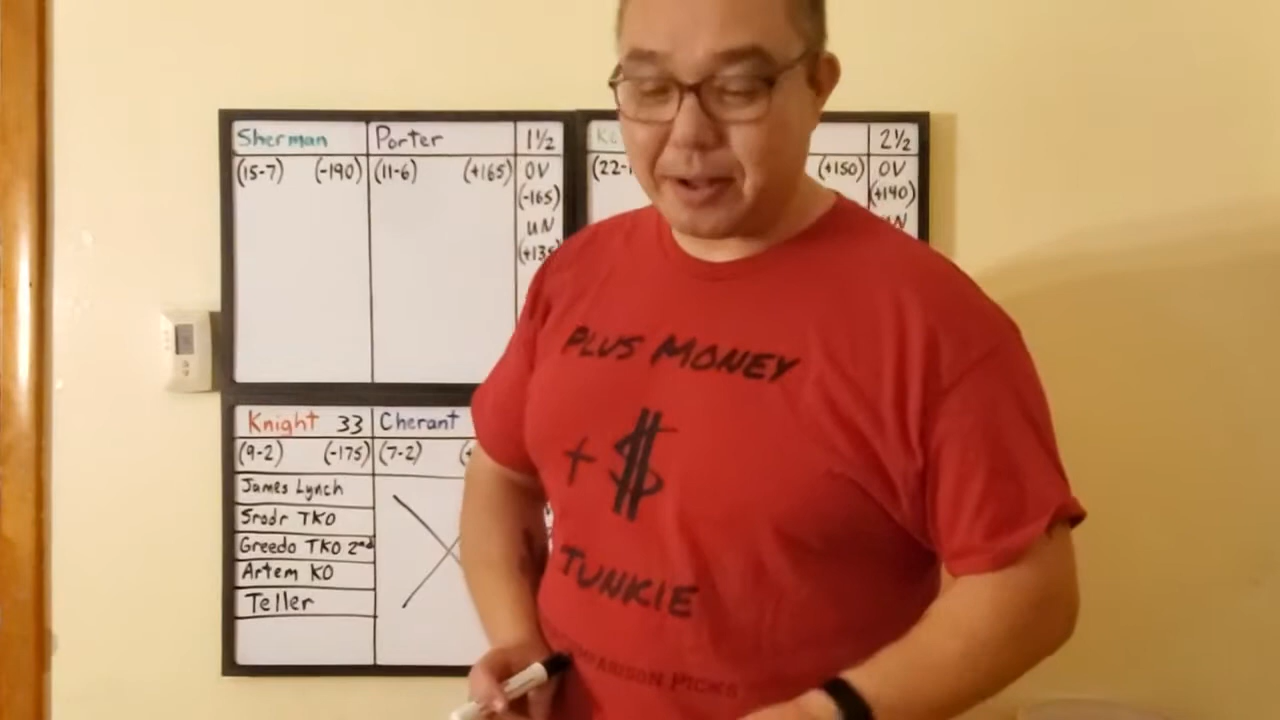 Sherman Porter 1½
(15-7) (-190) (11-6) (+165) OV
(-165)
UN
2½
(+150) OV
(+140)
Knight 33 Cherant
(9-2) (-175) (7-2)
James Lynch
Srodr TKO
Greedo TKO 2nd
Artem KO
Teller
PLUS MONEY
+$
JUNKIE
PICKS